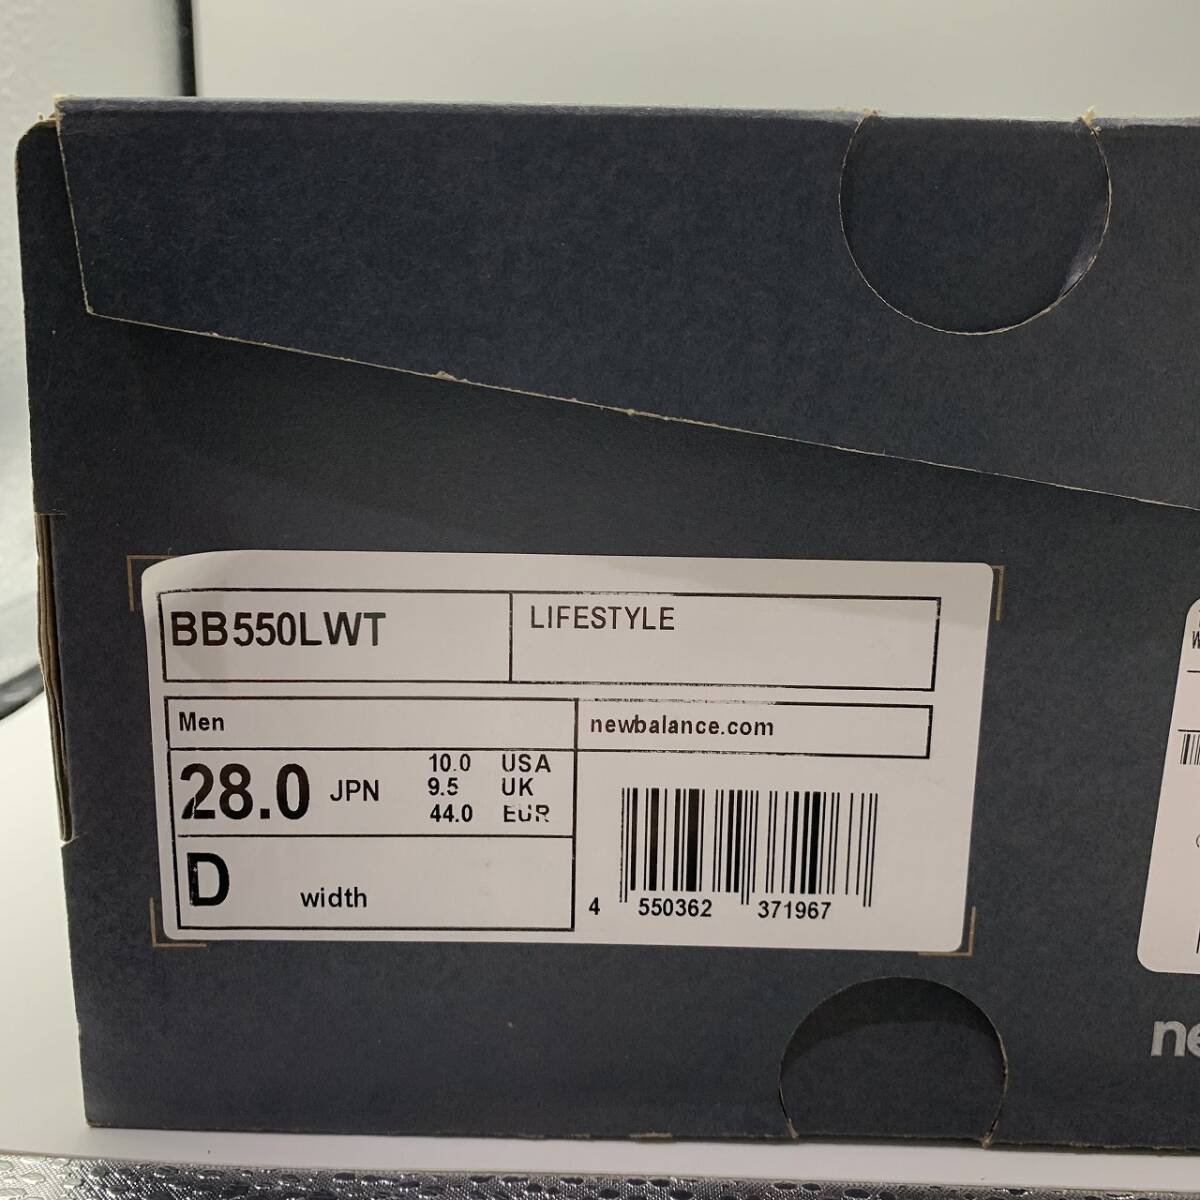 BB550LWT
LIFESTYLE
Men
newbalance.com
28.0 JPN
10.0 USA
9.5 UK
44.0 EUR
D width
4 550362 371967
W
ne